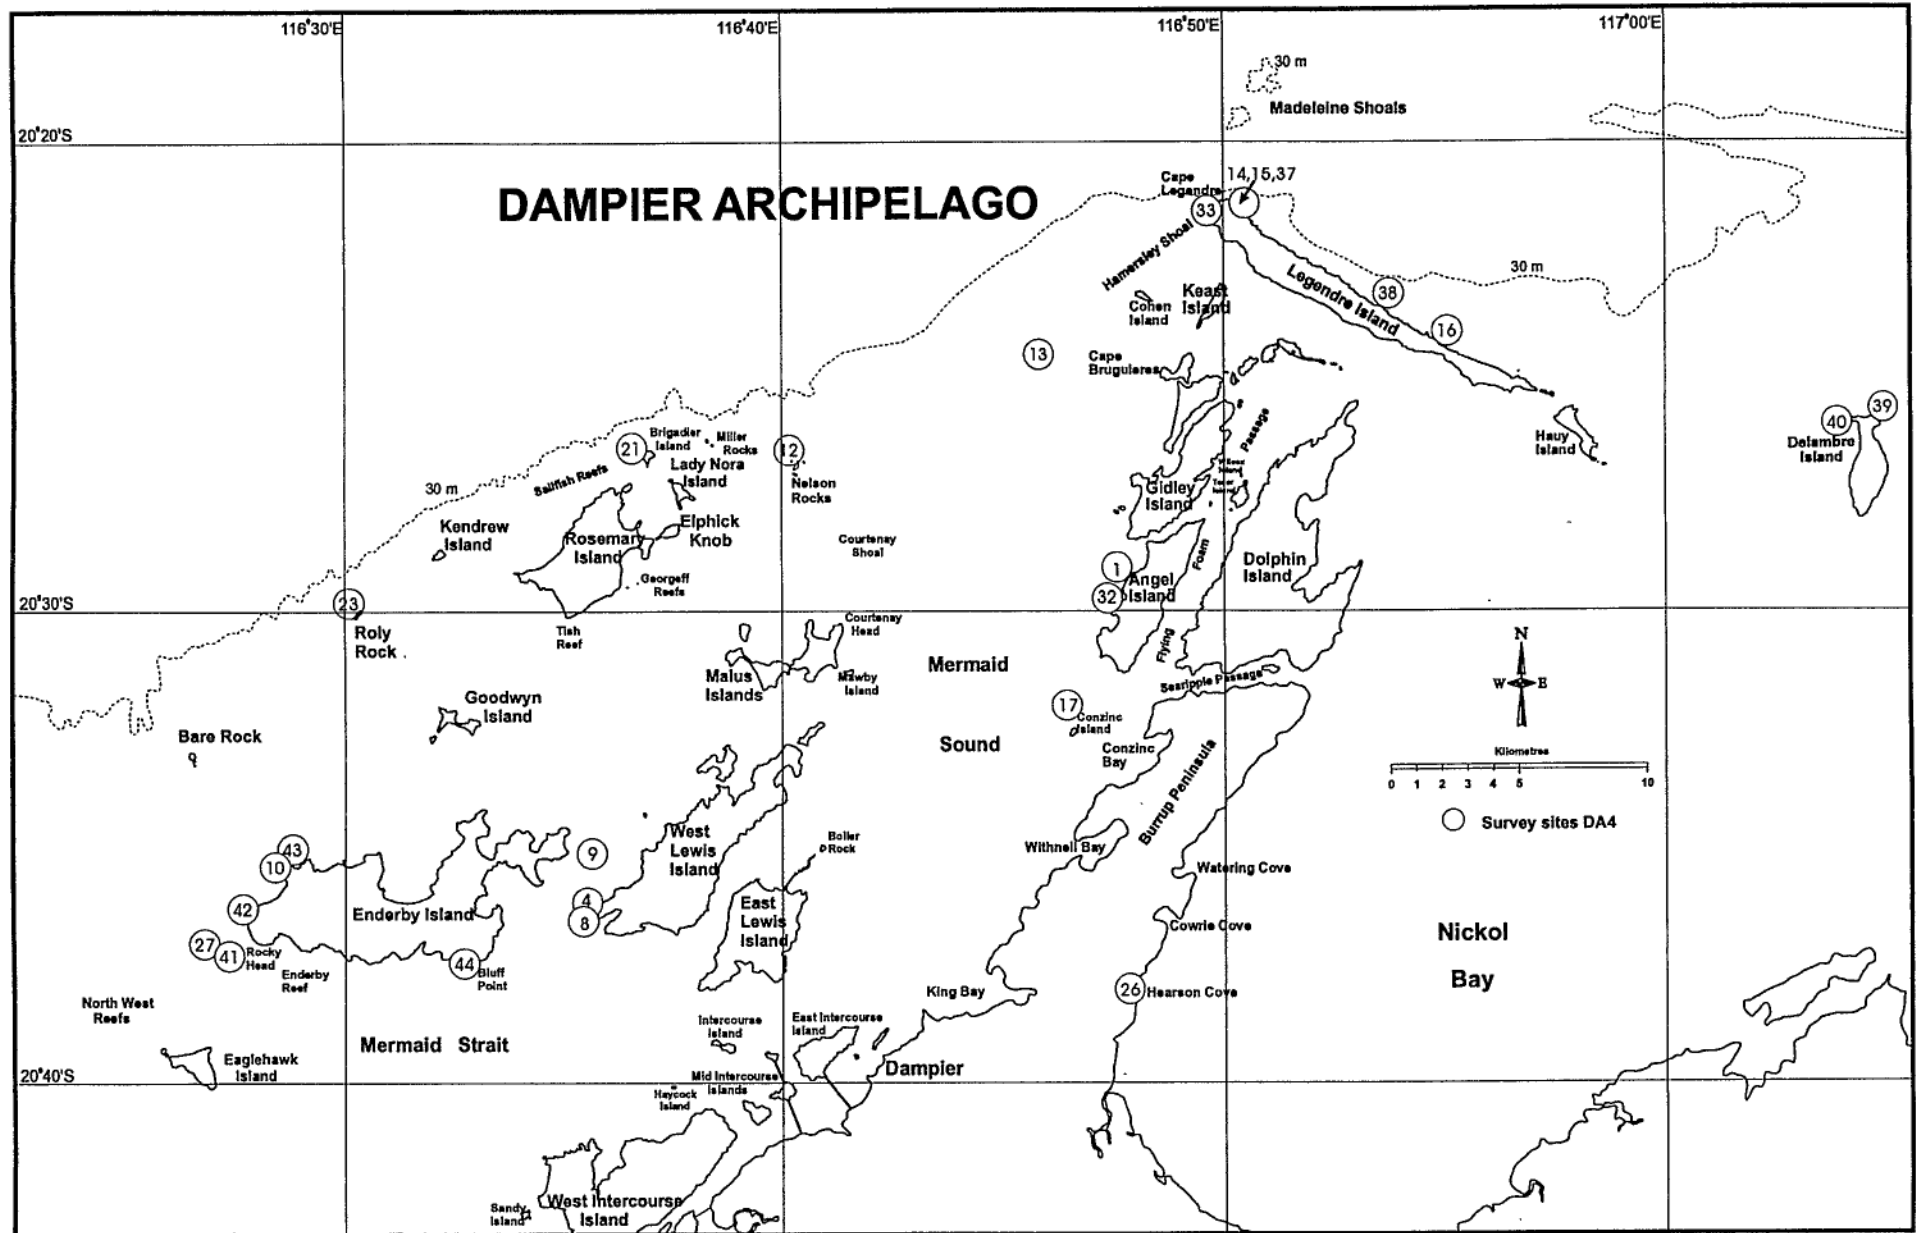 116°30'E
116°40'E
116°50'E
117°00'E
30 m
Madeleine Shoals
20°20'S
DAMPIER ARCHIPELAGO
Cape
Legendre
14,15,37
33
Hamersley Shoal
Legendre Island
30 m
38
16
Cohen
Island
Keast
Island
13
Cape
Bruguieres
39
40
Delambre
Island
Hauy
Island
Passage
21
Brigadier
Island
Miller
Rocks
12
Lady Nora
Island
Nelson
Rocks
Sailfish Reefs
30 m
Gidley
Island
Kendrew
Island
Rosemary
Island
Elphick
Knob
Courtenay
Shoal
Georgeff
Reefs
1
Angel
Island
32
Foam
Dolphin
Island
20°30'S
23
Roly
Rock
Tish
Reef
Courtenay
Head
Flying
Malus
Islands
Mawby
Island
Mermaid
Sound
Searipple Passage
N
W E
S
Goodwyn
Island
17
Conzinc
Island
Conzinc
Bay
Bare Rock
Burrup Peninsula
Kilometres
0 1 2 3 4 5 10
Survey sites DA4
43
10
9
West
Lewis
Island
Boiler
Rock
Withnell Bay
Watering Cove
42
Enderby Island
4
8
East
Lewis
Island
Cowrie Cove
Nickol
Bay
27
41
Rocky
Head
Enderby
Reef
44
Bluff
Point
26
Hearson Cove
King Bay
North West
Reefs
Intercourse
Island
East Intercourse
Island
Mermaid Strait
Eaglehawk
Island
Dampier
20°40'S
Mid Intercourse
Islands
Haycock
Island
West Intercourse
Island
Sandy
Island